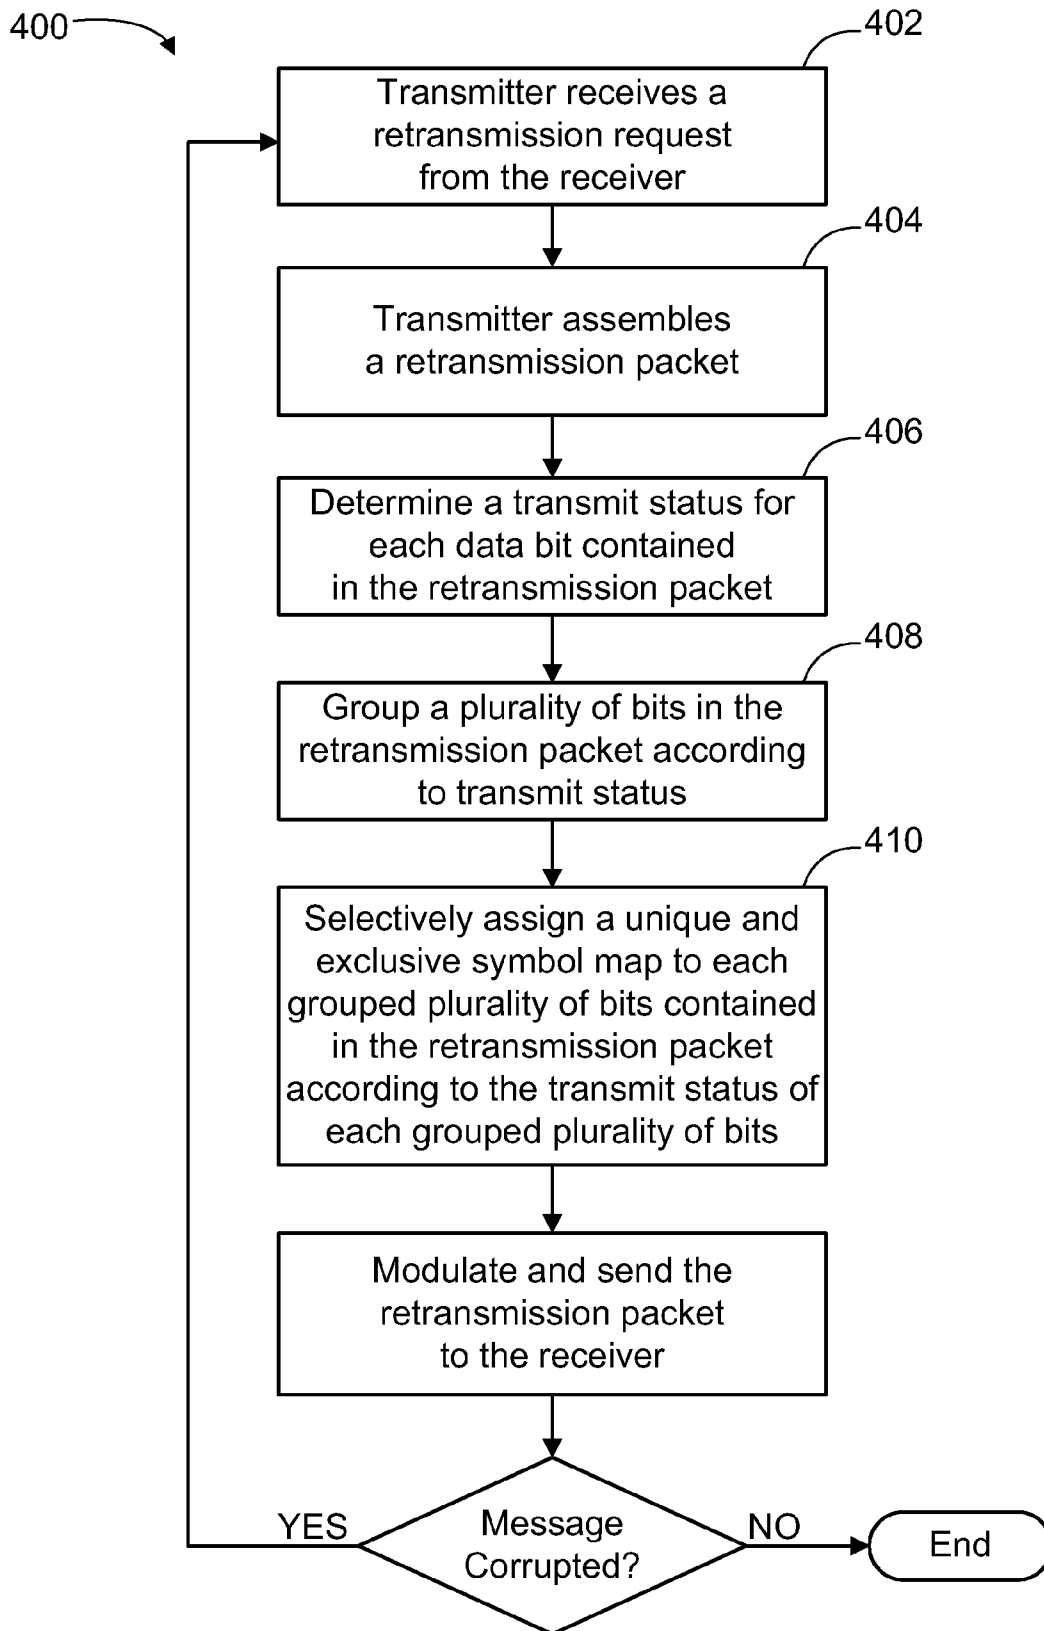 400
402
Transmitter receives a
retransmission request
from the receiver
404
Transmitter assembles
a retransmission packet
406
Determine a transmit status for
each data bit contained
in the retransmission packet
408
Group a plurality of bits in the
retransmission packet according
to transmit status
410
Selectively assign a unique and
exclusive symbol map to each
grouped plurality of bits contained
in the retransmission packet
according to the transmit status of
each grouped plurality of bits
Modulate and send the
retransmission packet
to the receiver
YES
Message
Corrupted?
NO
End